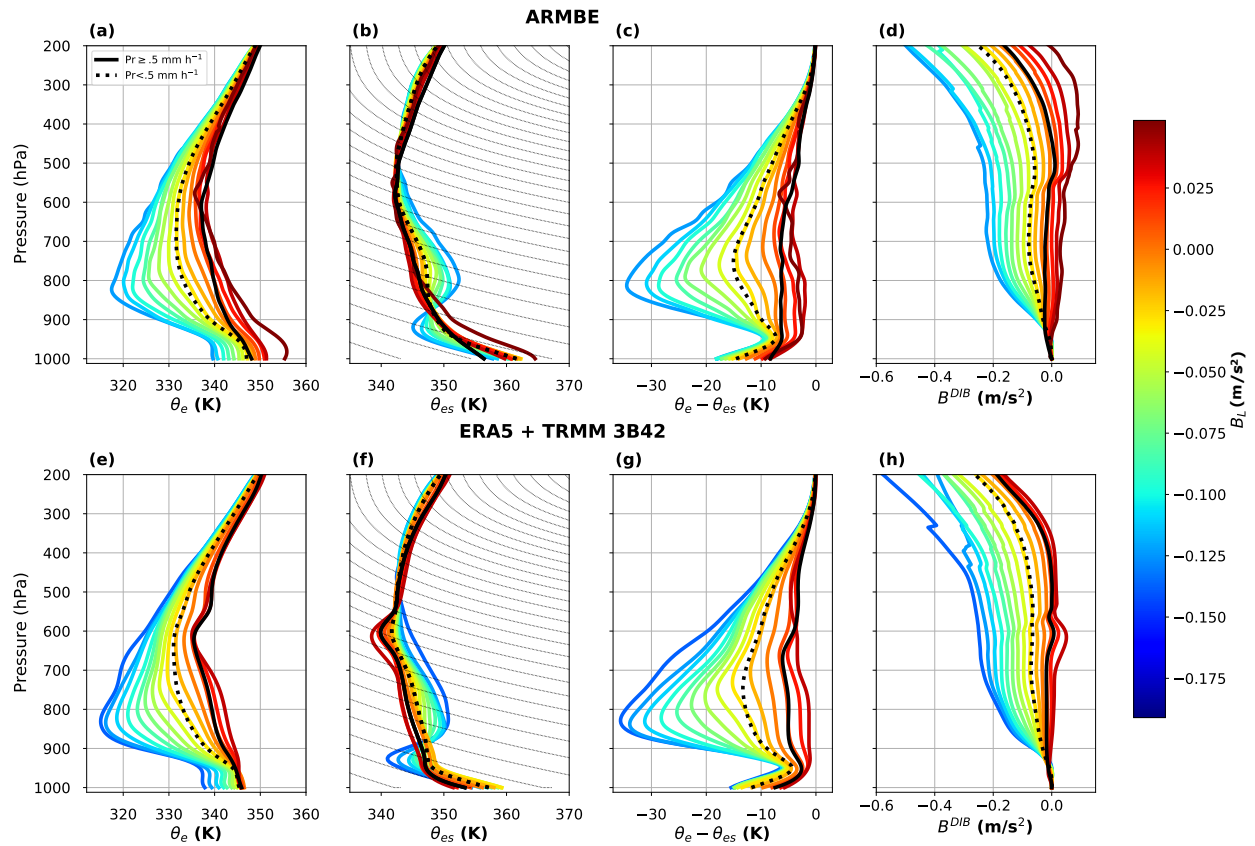 ARMBE
(a) (b) (c) (d)
Pr ≥ .5 mm h⁻¹
Pr < .5 mm h⁻¹
Pressure (hPa)
200
300
400
500
600
700
800
900
1000
320 330 340 350 360
340 350 360 370
−30 −20 −10 0
−0.6 −0.4 −0.2 0.0
θe (K)
θes (K)
θe − θes (K)
B^DIB (m/s²)
ERA5 + TRMM 3B42
(e) (f) (g) (h)
Pressure (hPa)
200
300
400
500
600
700
800
900
1000
320 330 340 350 360
340 350 360 370
−30 −20 −10 0
−0.6 −0.4 −0.2 0.0
θe (K)
θes (K)
θe − θes (K)
B^DIB (m/s²)
0.025
0.000
−0.025
−0.050
−0.075
−0.100
−0.125
−0.150
−0.175
B_L (m/s²)